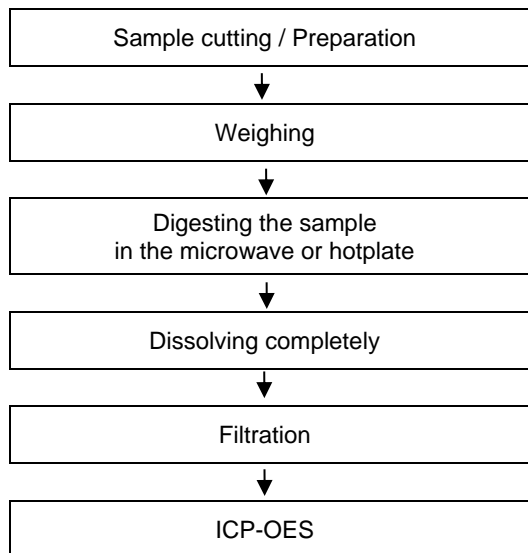 Sample cutting / Preparation
Weighing
Digesting the sample
in the microwave or hotplate
Dissolving completely
Filtration
ICP-OES